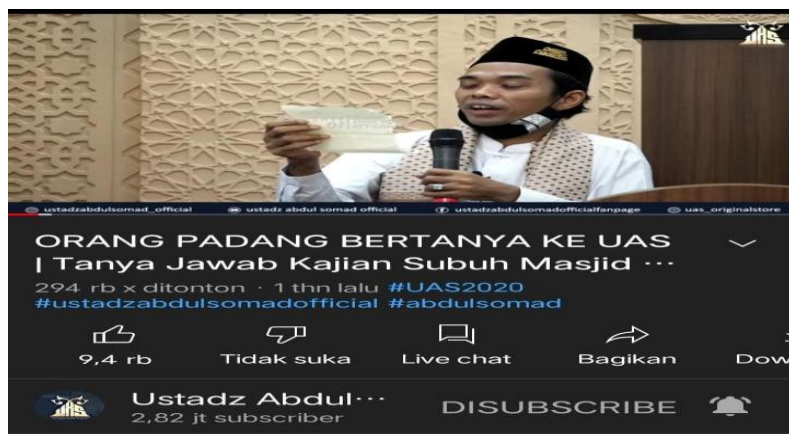 UAS
ustadzabdulsomad_official ustadz abdul somad official ustadzabdulsomadofficialfanpage uas_originalstore
ORANG PADANG BERTANYA KE UAS
| Tanya Jawab Kajian Subuh Masjid ...
294 rb x ditonton · 1 thn lalu #UAS2020
#ustadzabdulsomadofficial #abdulsomad
9,4 rb Tidak suka Live chat Bagikan Dow
UAS
Ustadz Abdul...
2,82 jt subscriber
DISUBSCRIBE